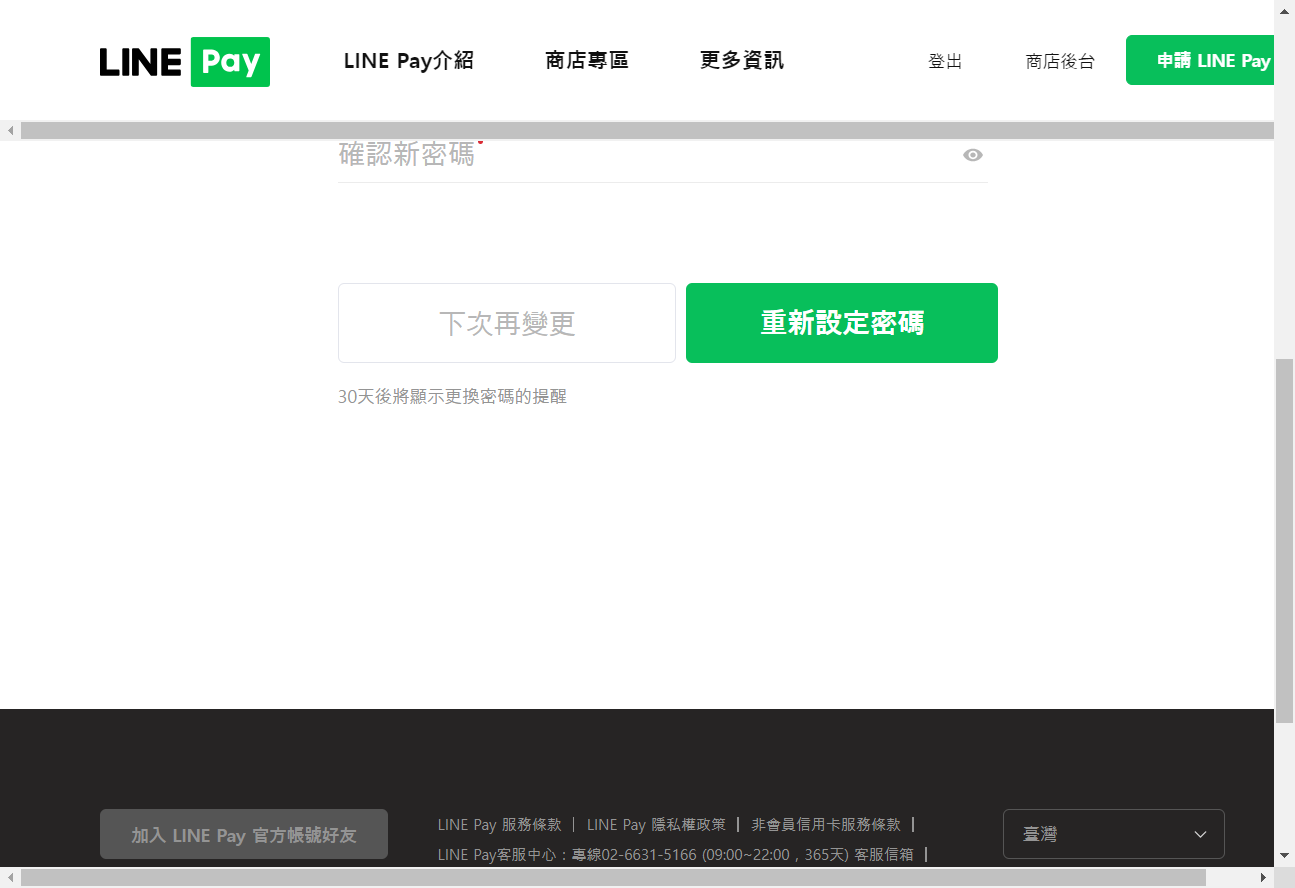 LINE Pay
LINE Pay介紹
商店專區
更多資訊
登出
商店後台
申請 LINE Pay
確認新密碼
下次再變更
重新設定密碼
30天後將顯示更換密碼的提醒
加入 LINE Pay 官方帳號好友
LINE Pay 服務條款 | LINE Pay 隱私權政策 | 非會員信用卡服務條款 |
LINE Pay客服中心：專線02-6631-5166 (09:00~22:00，365天) 客服信箱 |
臺灣